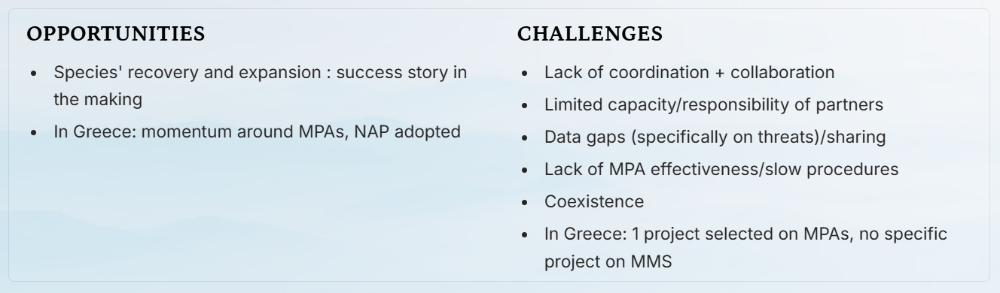 OPPORTUNITIES
• Species' recovery and expansion : success story in
the making
• In Greece: momentum around MPAs, NAP adopted
CHALLENGES
• Lack of coordination + collaboration
• Limited capacity/responsibility of partners
• Data gaps (specifically on threats)/sharing
• Lack of MPA effectiveness/slow procedures
• Coexistence
• In Greece: 1 project selected on MPAs, no specific
project on MMS